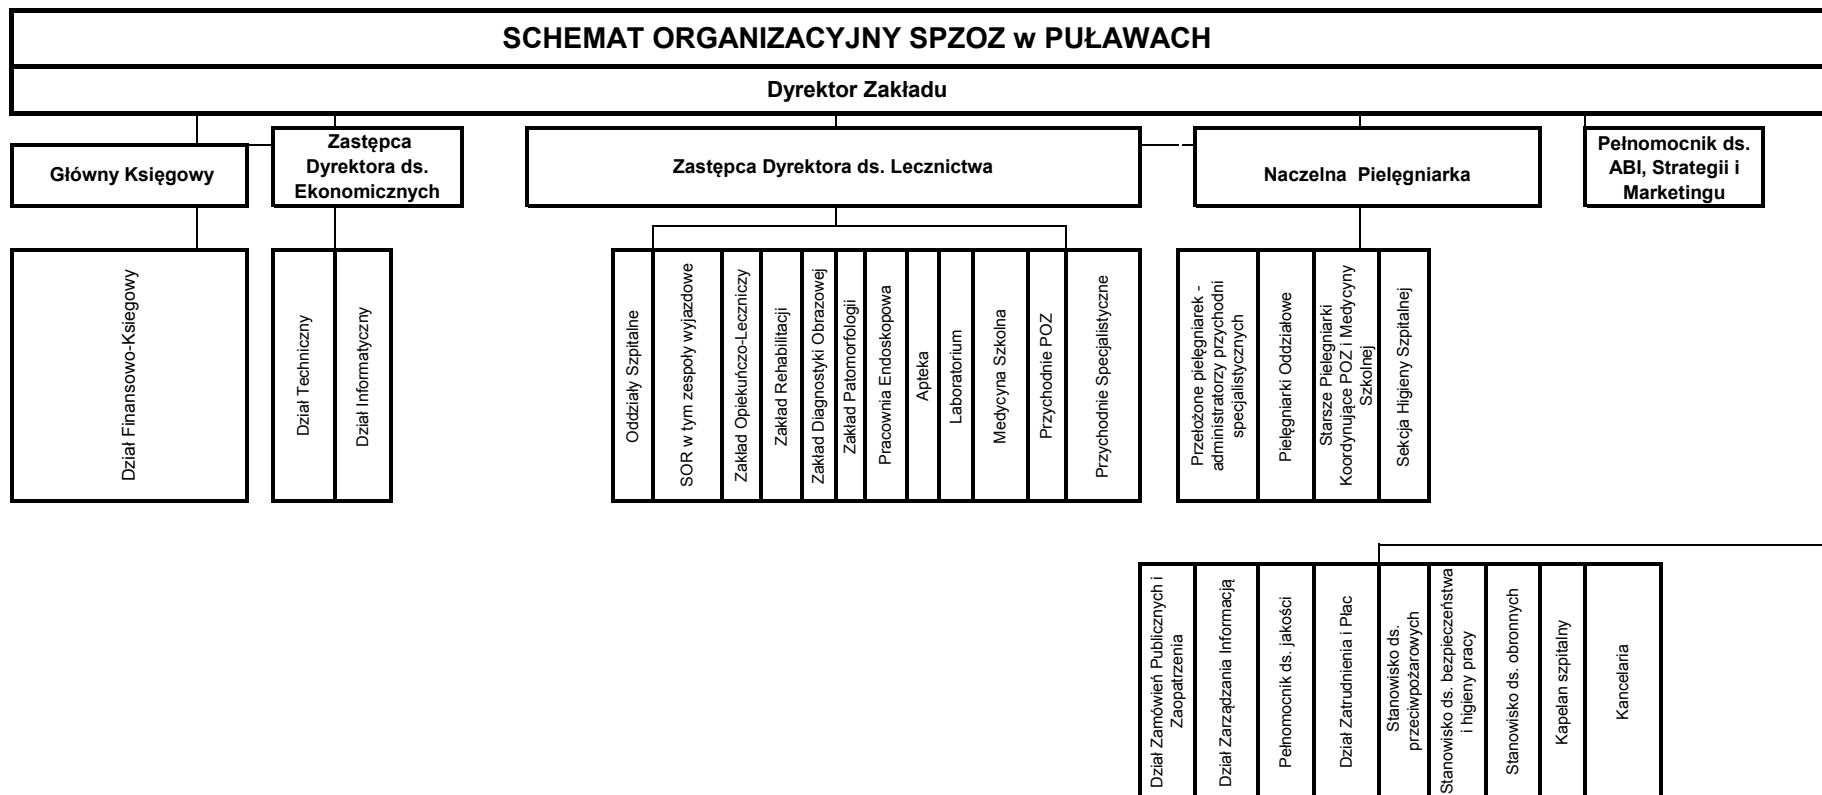 SCHEMAT ORGANIZACYJNY SPZOZ w PUŁAWACH
Dyrektor Zakładu
Główny Księgowy
Zastępca
Dyrektora ds.
Ekonomicznych
Zastępca Dyrektora ds. Lecznictwa
Naczelna Pielęgniarka
Pełnomocnik ds.
ABI, Strategii i
Marketingu
Dział Finansowo-Ksiegowy
Dział Techniczny
Dział Informatyczny
Oddziały Szpitalne
SOR w tym zespoły wyjazdowe
Zakład Opiekuńczo-Leczniczy
Zakład Rehabilitacji
Zakład Diagnostyki Obrazowej
Zakład Patomorfologii
Pracownia Endoskopowa
Apteka
Laboratorium
Medycyna Szkolna
Przychodnie POZ
Przychodnie Specjalistyczne
Przełożone pielęgniarek -
administratorzy przychodni
specjalistycznych
Pielęgniarki Oddziałowe
Starsze Pielegniarki
Koordynujące POZ i Medycyny
Szkolnej
Sekcja Higieny Szpitalnej
Dział Zamówień Publicznych i
Zaopatrzenia
Dział Zarządzania Informacją
Pełnomocnik ds. jakości
Dział Zatrudnienia i Płac
Stanowisko ds.
przeciwpożarowych
Stanowisko ds. bezpieczeństwa
i higieny pracy
Stanowisko ds. obronnych
Kapelan szpitalny
Kancelaria